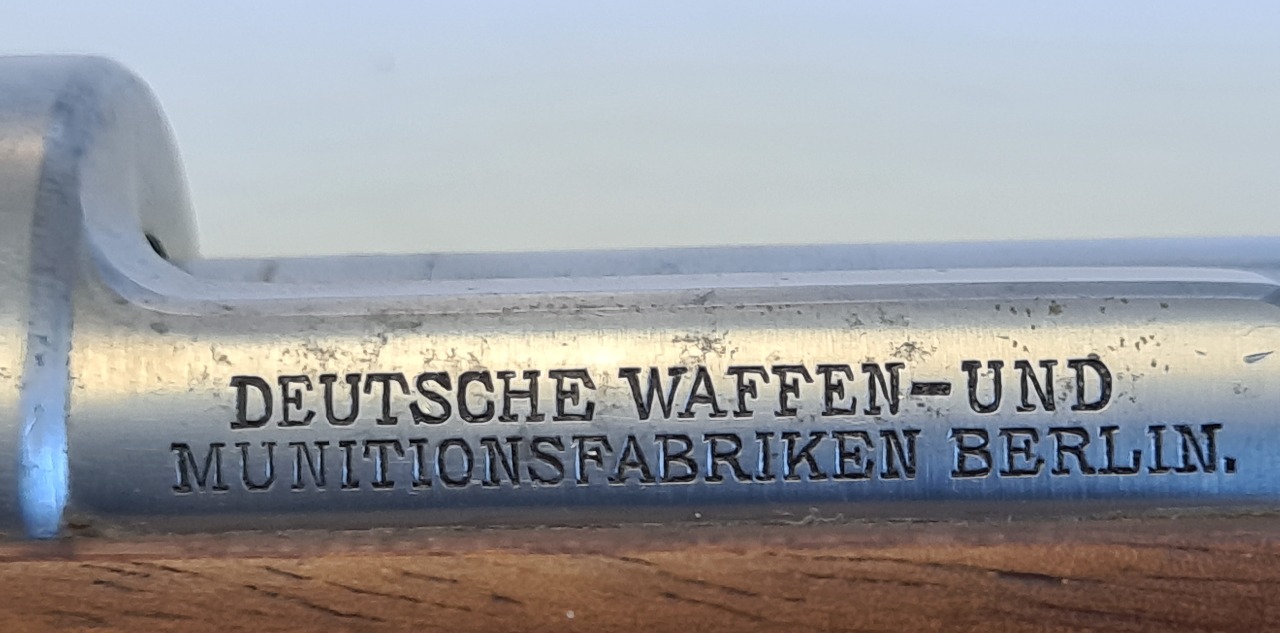 DEUTSCHE WAFFEN-UND
MUNITIONSFABRIKEN BERLIN.